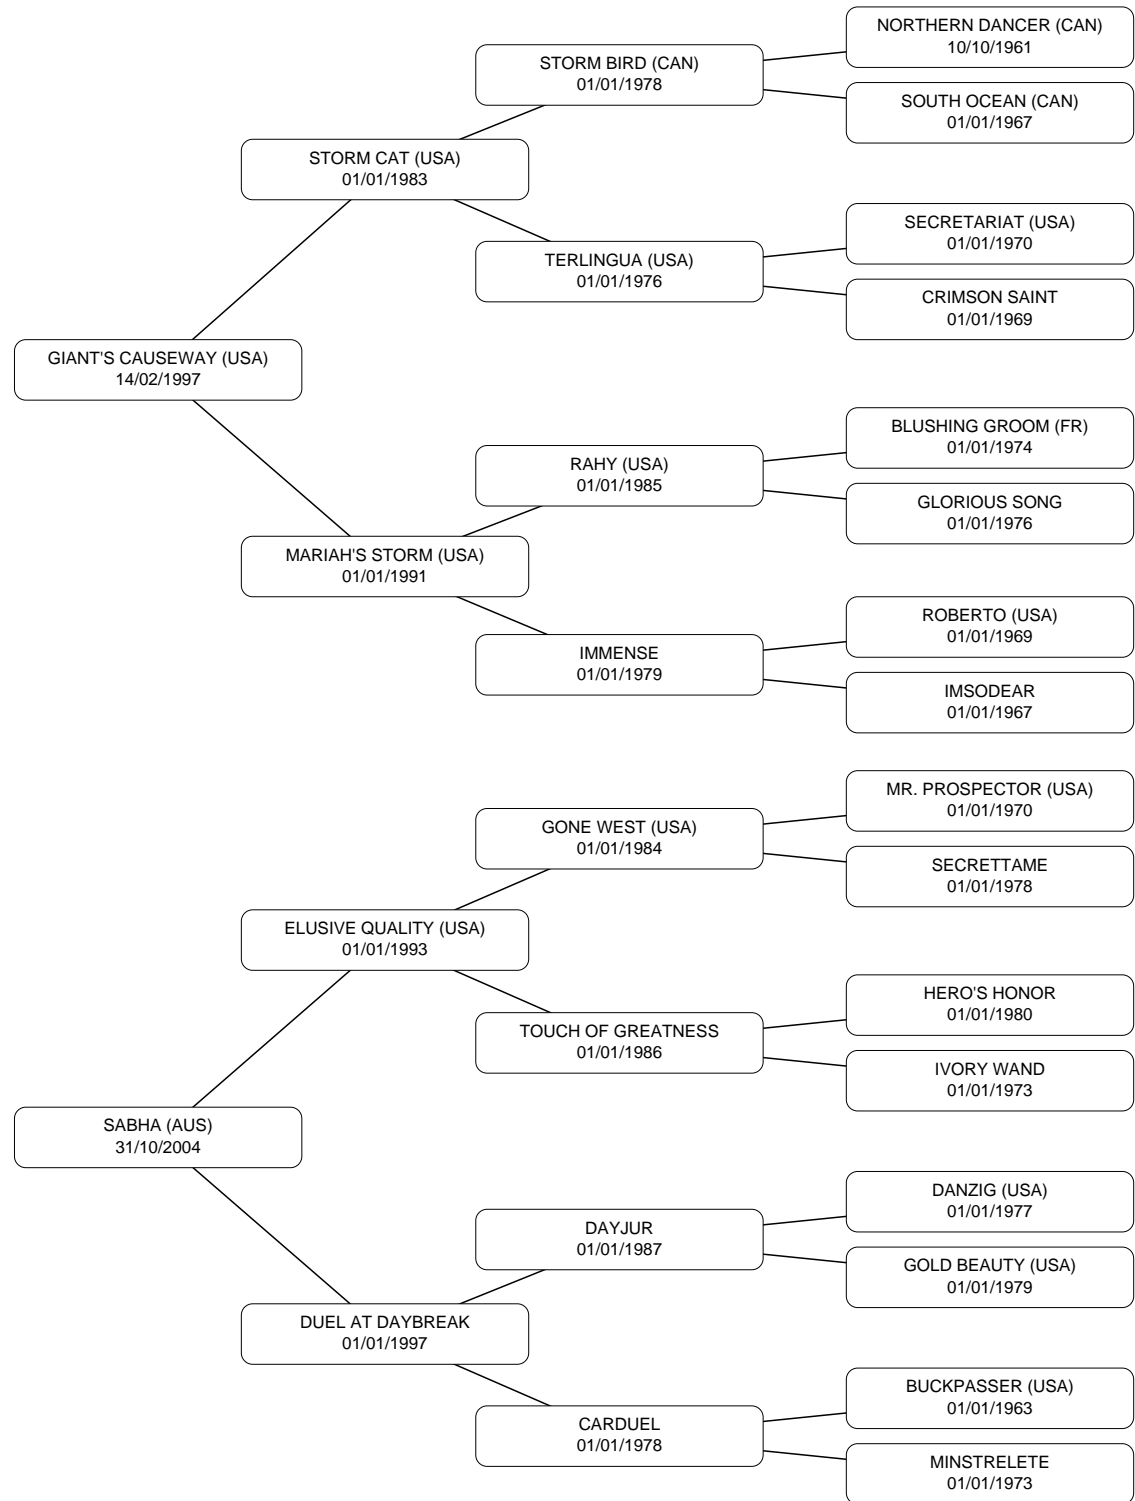 NORTHERN DANCER (CAN)
10/10/1961
STORM BIRD (CAN)
01/01/1978
SOUTH OCEAN (CAN)
01/01/1967
STORM CAT (USA)
01/01/1983
SECRETARIAT (USA)
01/01/1970
TERLINGUA (USA)
01/01/1976
CRIMSON SAINT
01/01/1969
GIANT'S CAUSEWAY (USA)
14/02/1997
BLUSHING GROOM (FR)
01/01/1974
RAHY (USA)
01/01/1985
GLORIOUS SONG
01/01/1976
MARIAH'S STORM (USA)
01/01/1991
ROBERTO (USA)
01/01/1969
IMMENSE
01/01/1979
IMSODEAR
01/01/1967
MR. PROSPECTOR (USA)
01/01/1970
GONE WEST (USA)
01/01/1984
SECRETTAME
01/01/1978
ELUSIVE QUALITY (USA)
01/01/1993
HERO'S HONOR
01/01/1980
TOUCH OF GREATNESS
01/01/1986
IVORY WAND
01/01/1973
SABHA (AUS)
31/10/2004
DANZIG (USA)
01/01/1977
DAYJUR
01/01/1987
GOLD BEAUTY (USA)
01/01/1979
DUEL AT DAYBREAK
01/01/1997
BUCKPASSER (USA)
01/01/1963
CARDUEL
01/01/1978
MINSTRELETE
01/01/1973